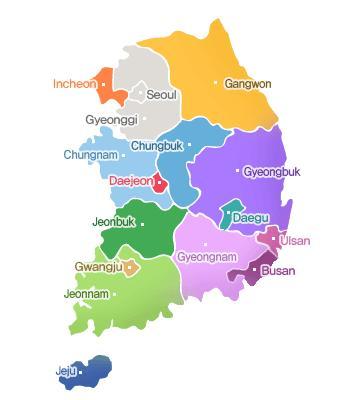 Incheon
Gangwon
Seoul
Gyeonggi
Chungbuk
Chungnam
Gyeongbuk
Daejeon
Daegu
Jeonbuk
Ulsan
Gyeongnam
Gwangju
Busan
Jeonnam
Jeju